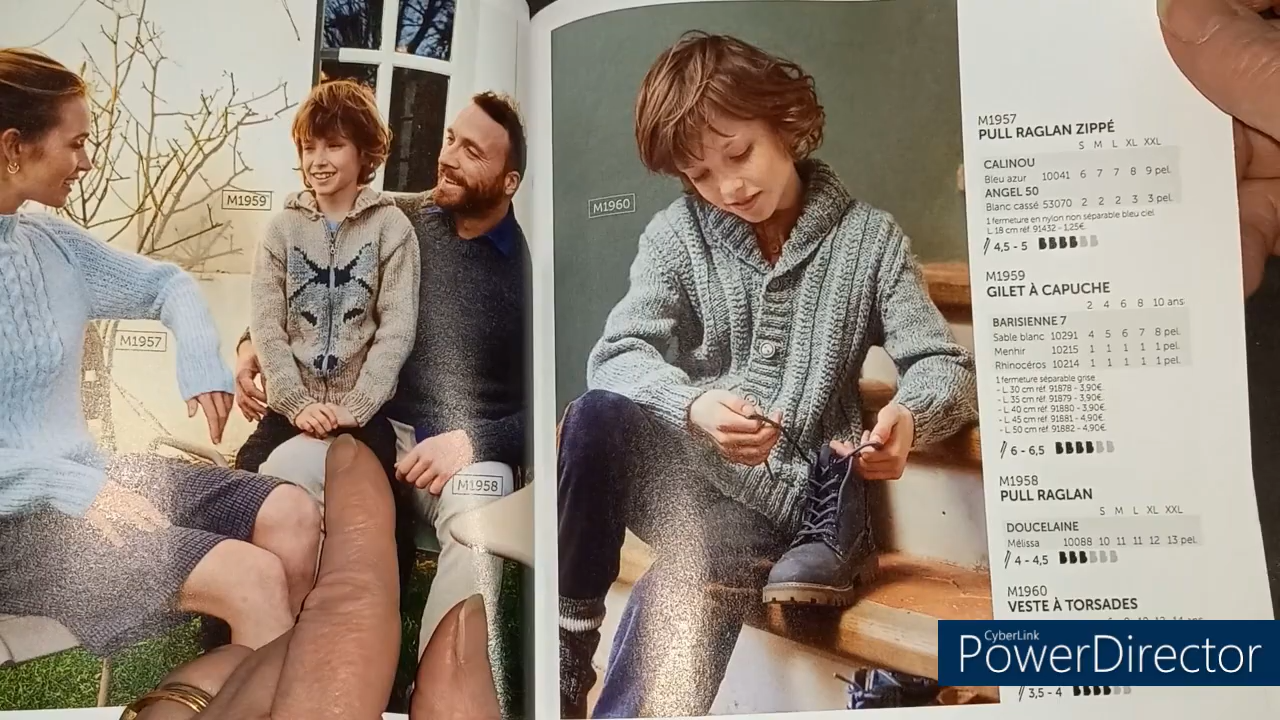 M1959
M1957
M1958
M1960
M1957
PULL RAGLAN ZIPPÉ
S M L XL XXL
CALINOU
Bleu azur 10041 6 7 7 8 9 pel.
ANGEL 50
Blanc cassé 53070 2 2 2 3 3 pel.
1 fermeture en nylon non séparable bleu ciel
L 18 cm réf. 91432 - 1,25€.
4,5 - 5
M1959
GILET À CAPUCHE
2 4 6 8 10 ans
BARISIENNE 7
Sable blanc 10291 4 5 6 7 8 pel.
Menhir 10215 1 1 1 1 1 pel.
Rhinocéros 10214 1 1 1 1 1 pel.
1 fermeture séparable grise
- L 30 cm réf. 91878 - 3,90€.
- L 35 cm réf. 91879 - 3,90€.
- L 40 cm réf. 91880 - 3,90€.
- L 45 cm réf. 91881 - 4,90€.
- L 50 cm réf. 91882 - 4,90€.
6 - 6,5
M1958
PULL RAGLAN
S M L XL XXL
DOUCELAINE
Mélissa 10088 10 11 11 12 13 pel.
4 - 4,5
M1960
VESTE À TORSADES
CyberLink
PowerDirector
3,5 - 4